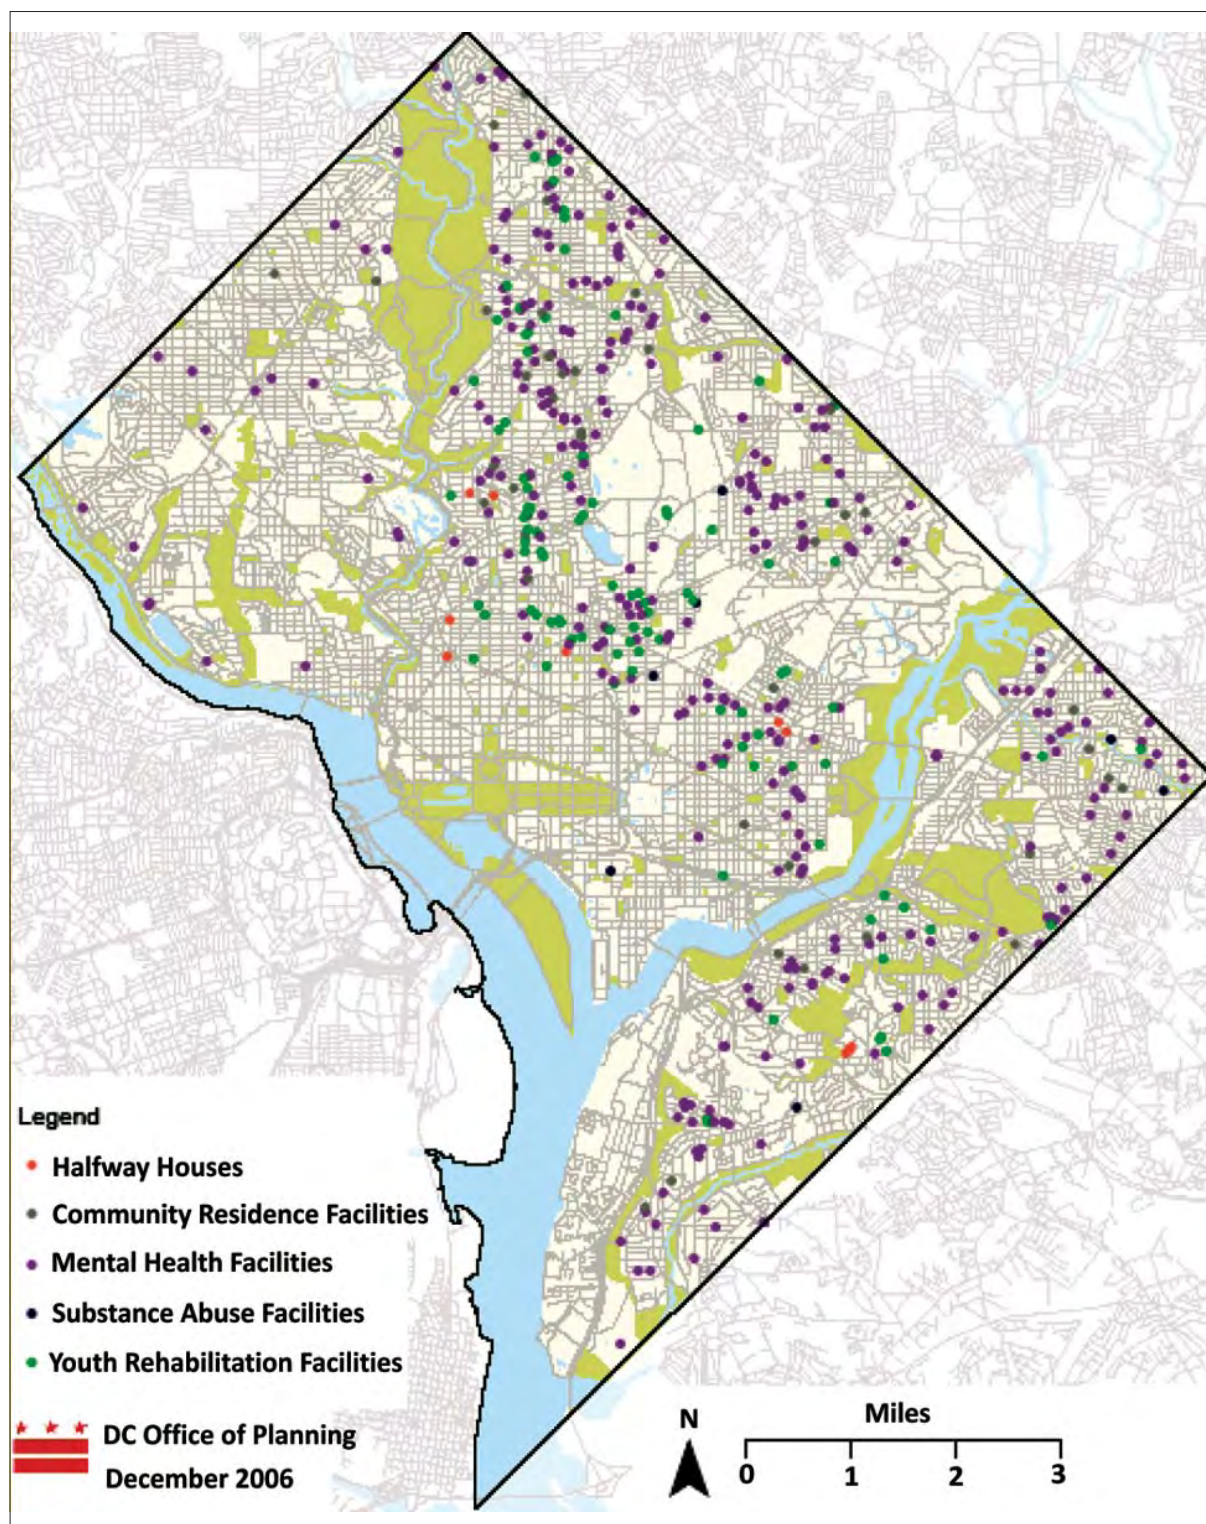 Legend
Halfway Houses
Community Residence Facilities
Mental Health Facilities
Substance Abuse Facilities
Youth Rehabilitation Facilities
DC Office of Planning
December 2006
N
Miles
0 1 2 3